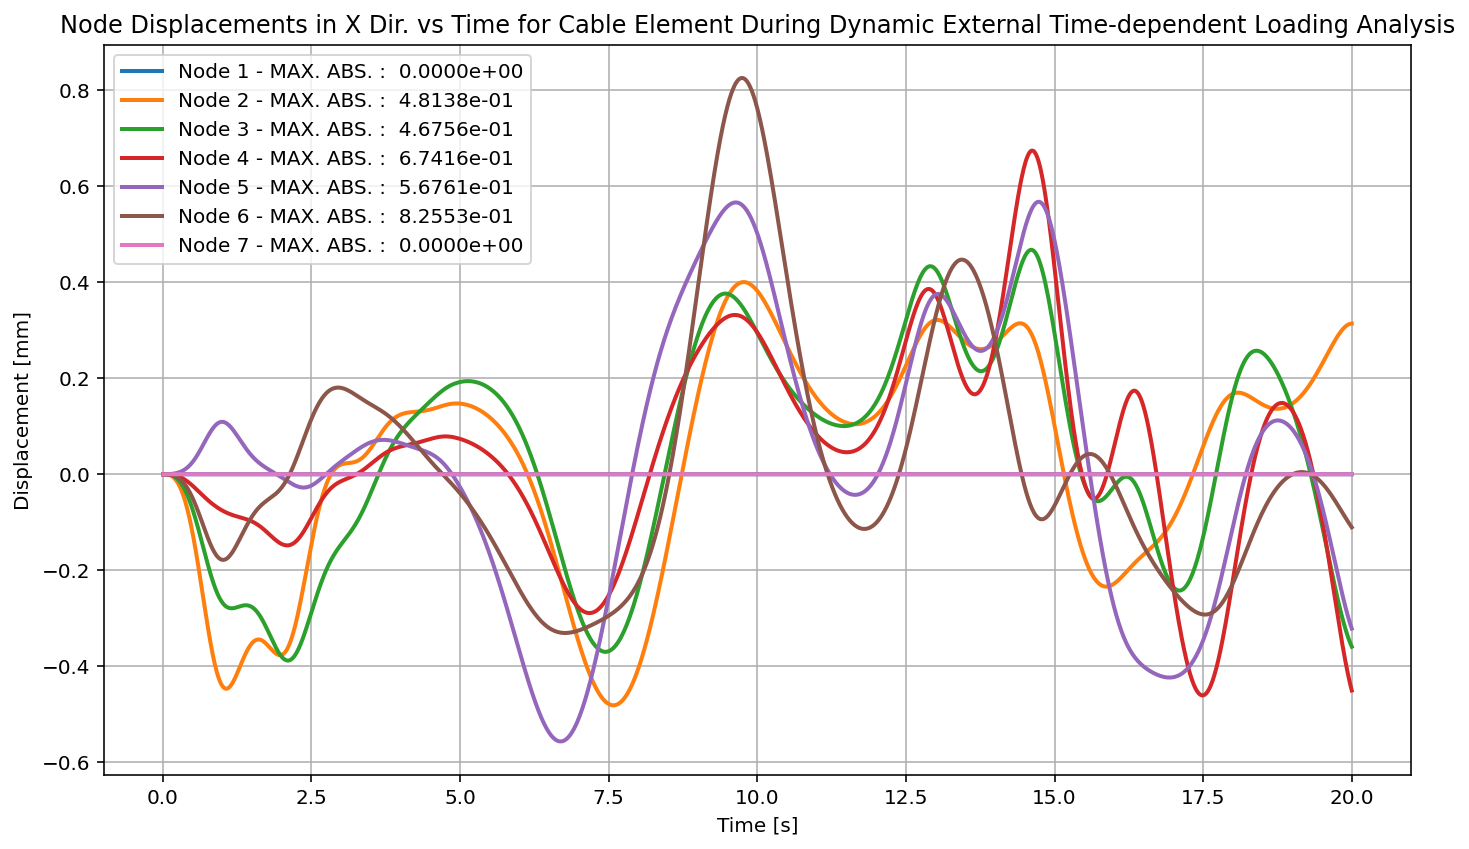 Node Displacements in X Dir. vs Time for Cable Element During Dynamic External Time-dependent Loading Analysis
Node 1 - MAX. ABS. :  0.0000e+00
Node 2 - MAX. ABS. :  4.8138e-01
Node 3 - MAX. ABS. :  4.6756e-01
Node 4 - MAX. ABS. :  6.7416e-01
Node 5 - MAX. ABS. :  5.6761e-01
Node 6 - MAX. ABS. :  8.2553e-01
Node 7 - MAX. ABS. :  0.0000e+00
Displacement [mm]
0.8
0.6
0.4
0.2
0.0
−0.2
−0.4
−0.6
0.0 2.5 5.0 7.5 10.0 12.5 15.0 17.5 20.0
Time [s]